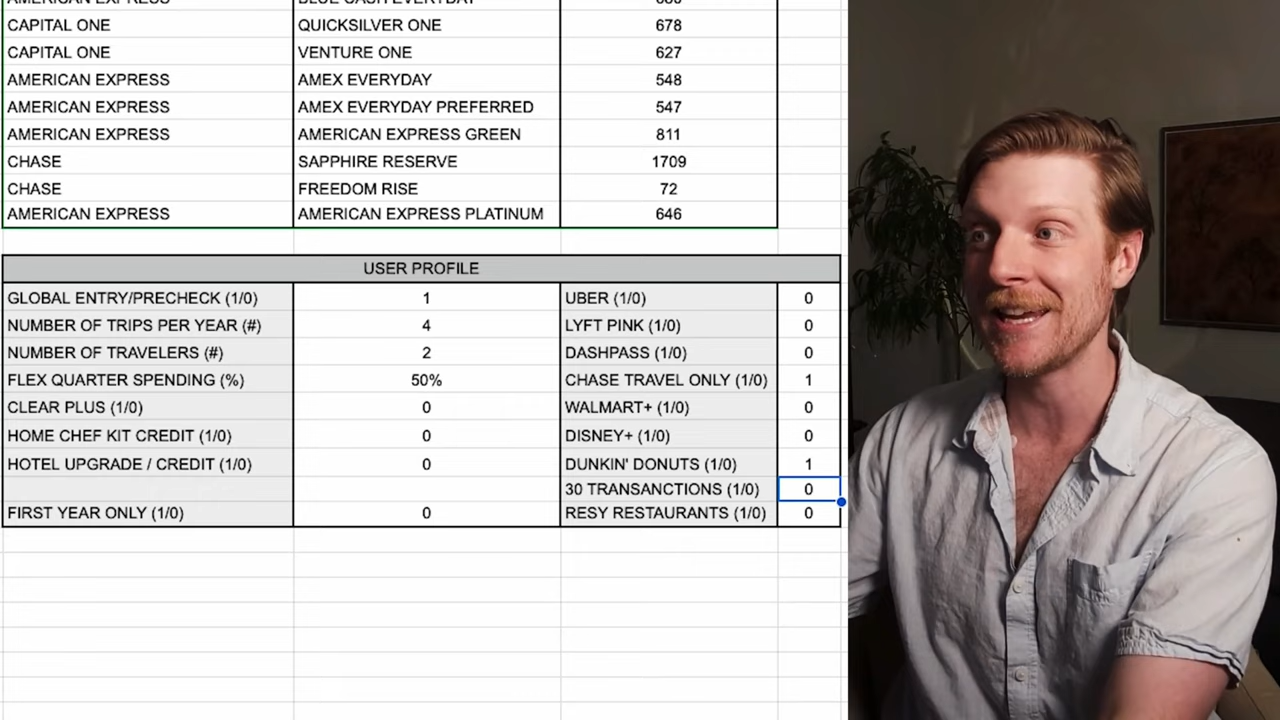 CAPITAL ONE QUICKSILVER ONE 678
CAPITAL ONE VENTURE ONE 627
AMERICAN EXPRESS AMEX EVERYDAY 548
AMERICAN EXPRESS AMEX EVERYDAY PREFERRED 547
AMERICAN EXPRESS AMERICAN EXPRESS GREEN 811
CHASE SAPPHIRE RESERVE 1709
CHASE FREEDOM RISE 72
AMERICAN EXPRESS AMERICAN EXPRESS PLATINUM 646
USER PROFILE
GLOBAL ENTRY/PRECHECK (1/0) 1 UBER (1/0) 0
NUMBER OF TRIPS PER YEAR (#) 4 LYFT PINK (1/0) 0
NUMBER OF TRAVELERS (#) 2 DASHPASS (1/0) 0
FLEX QUARTER SPENDING (%) 50% CHASE TRAVEL ONLY (1/0) 1
CLEAR PLUS (1/0) 0 WALMART+ (1/0) 0
HOME CHEF KIT CREDIT (1/0) 0 DISNEY+ (1/0) 0
HOTEL UPGRADE / CREDIT (1/0) 0 DUNKIN' DONUTS (1/0) 1
30 TRANSANCTIONS (1/0) 0
FIRST YEAR ONLY (1/0) 0 RESY RESTAURANTS (1/0) 0